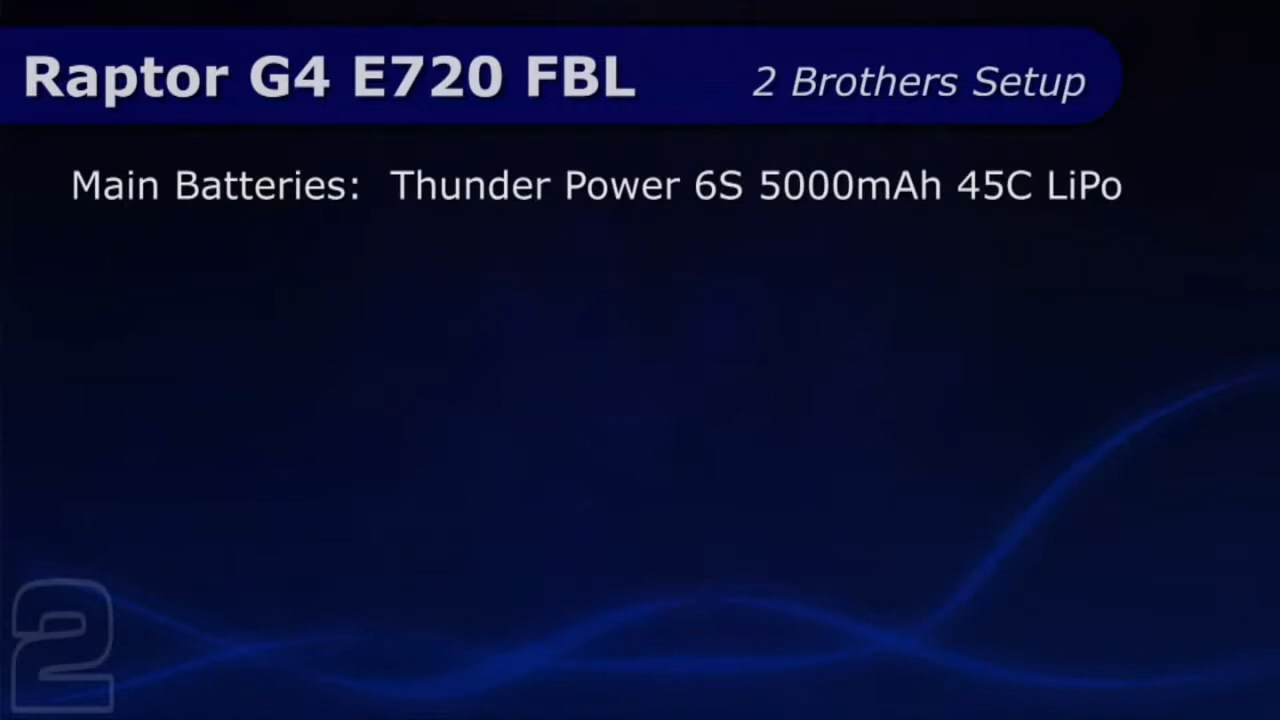 Raptor G4 E720 FBL 2 Brothers Setup
Main Batteries: Thunder Power 6S 5000mAh 45C LiPo
2